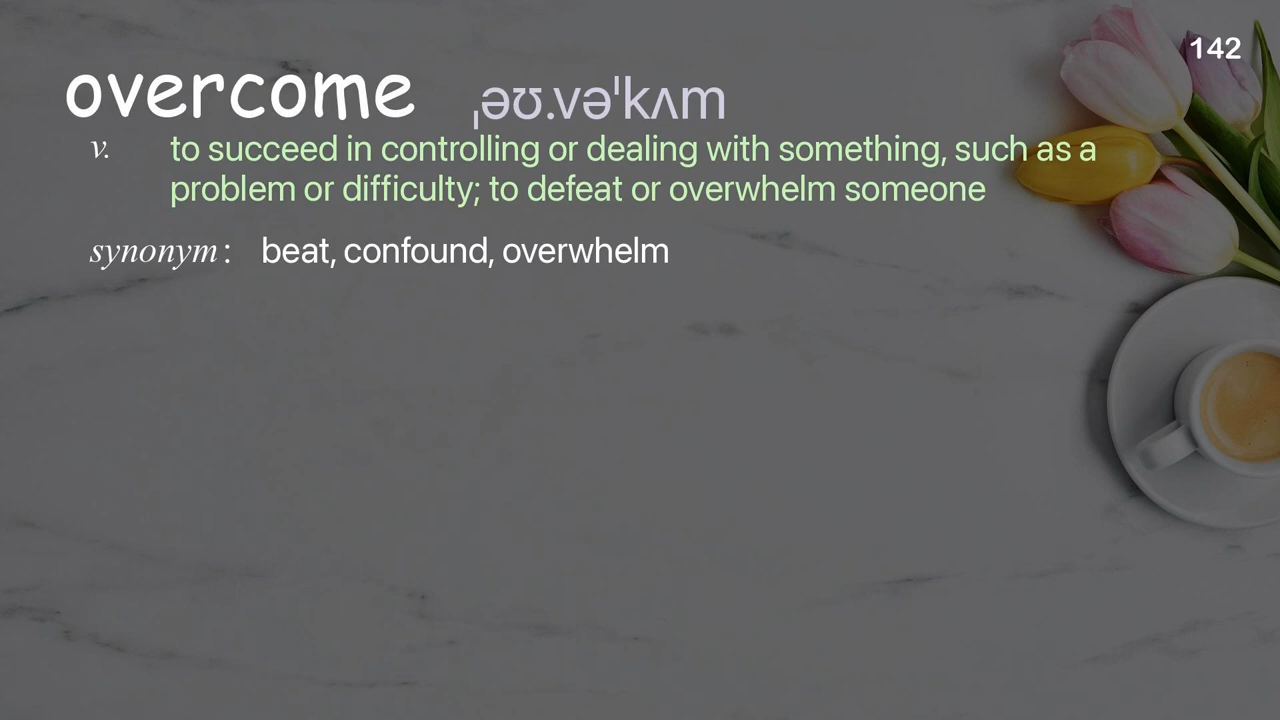 142
overcome ˌəʊ.vəˈkʌm
v. to succeed in controlling or dealing with something, such as a
problem or difficulty; to defeat or overwhelm someone
synonym : beat, confound, overwhelm